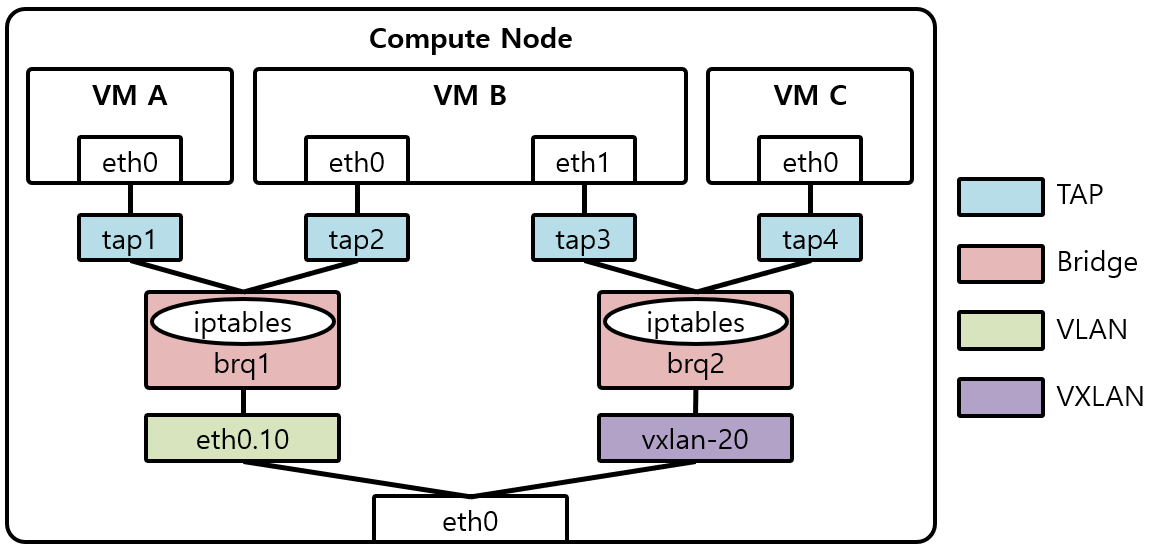 Compute Node
VM A
VM B
VM C
eth0
eth0
eth1
eth0
tap1
tap2
tap3
tap4
iptables
brq1
iptables
brq2
eth0.10
vxlan-20
eth0
TAP
Bridge
VLAN
VXLAN